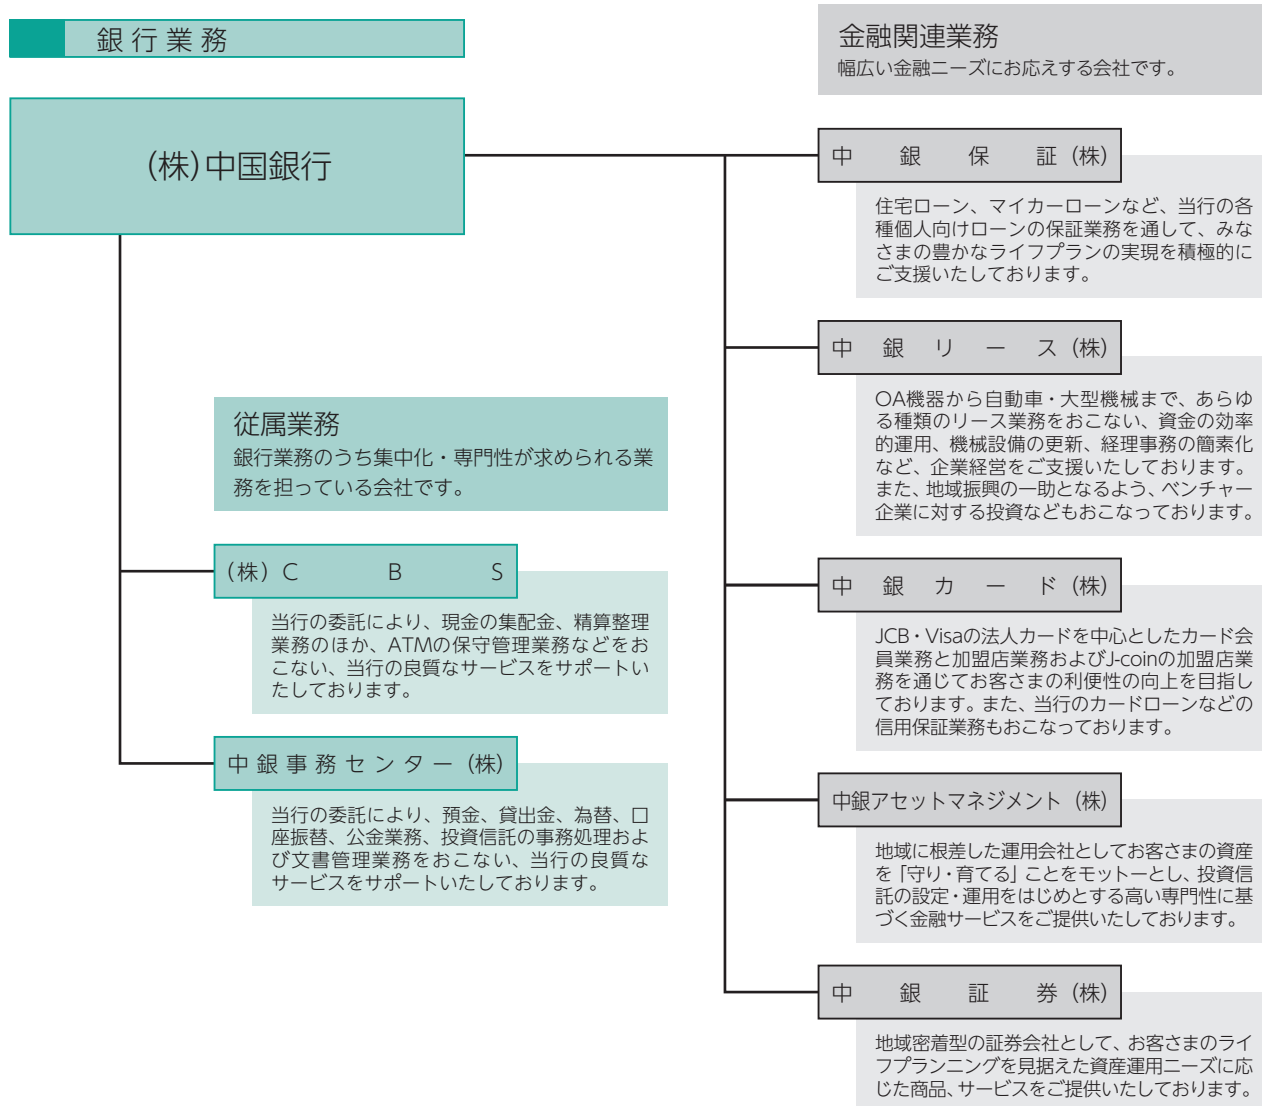 銀行業務
(株)中国銀行
従属業務
銀行業務のうち集中化・専門性が求められる業
務を担っている会社です。
(株)CBS
当行の委託により、現金の集配金、精算整理
業務のほか、ATMの保守管理業務などをお
こない、当行の良質なサービスをサポートい
たしております。
中銀事務センター(株)
当行の委託により、預金、貸出金、為替、口
座振替、公金業務、投資信託の事務処理およ
び文書管理業務をおこない、当行の良質な
サービスをサポートいたしております。
金融関連業務
幅広い金融ニーズにお応えする会社です。
中銀保証(株)
住宅ローン、マイカーローンなど、当行の各
種個人向けローンの保証業務を通して、みな
さまの豊かなライフプランの実現を積極的に
ご支援いたしております。
中銀リース(株)
OA機器から自動車・大型機械まで、あらゆ
る種類のリース業務をおこない、資金の効率
的運用、機械設備の更新、経理事務の簡素化
など、企業経営をご支援いたしております。
また、地域振興の一助となるよう、ベンチャー
企業に対する投資などもおこなっております。
中銀カード(株)
JCB・Visaの法人カードを中心としたカード会
員業務と加盟店業務およびJ-coinの加盟店業
務を通じてお客さまの利便性の向上を目指し
ております。また、当行のカードローンなどの
信用保証業務もおこなっております。
中銀アセットマネジメント(株)
地域に根差した運用会社としてお客さまの資産
を「守り・育てる」ことをモットーとし、投資信
託の設定・運用をはじめとする高い専門性に基
づく金融サービスをご提供いたしております。
中銀証券(株)
地域密着型の証券会社として、お客さまのライ
フプランニングを見据えた資産運用ニーズに応
じた商品、サービスをご提供いたしております。